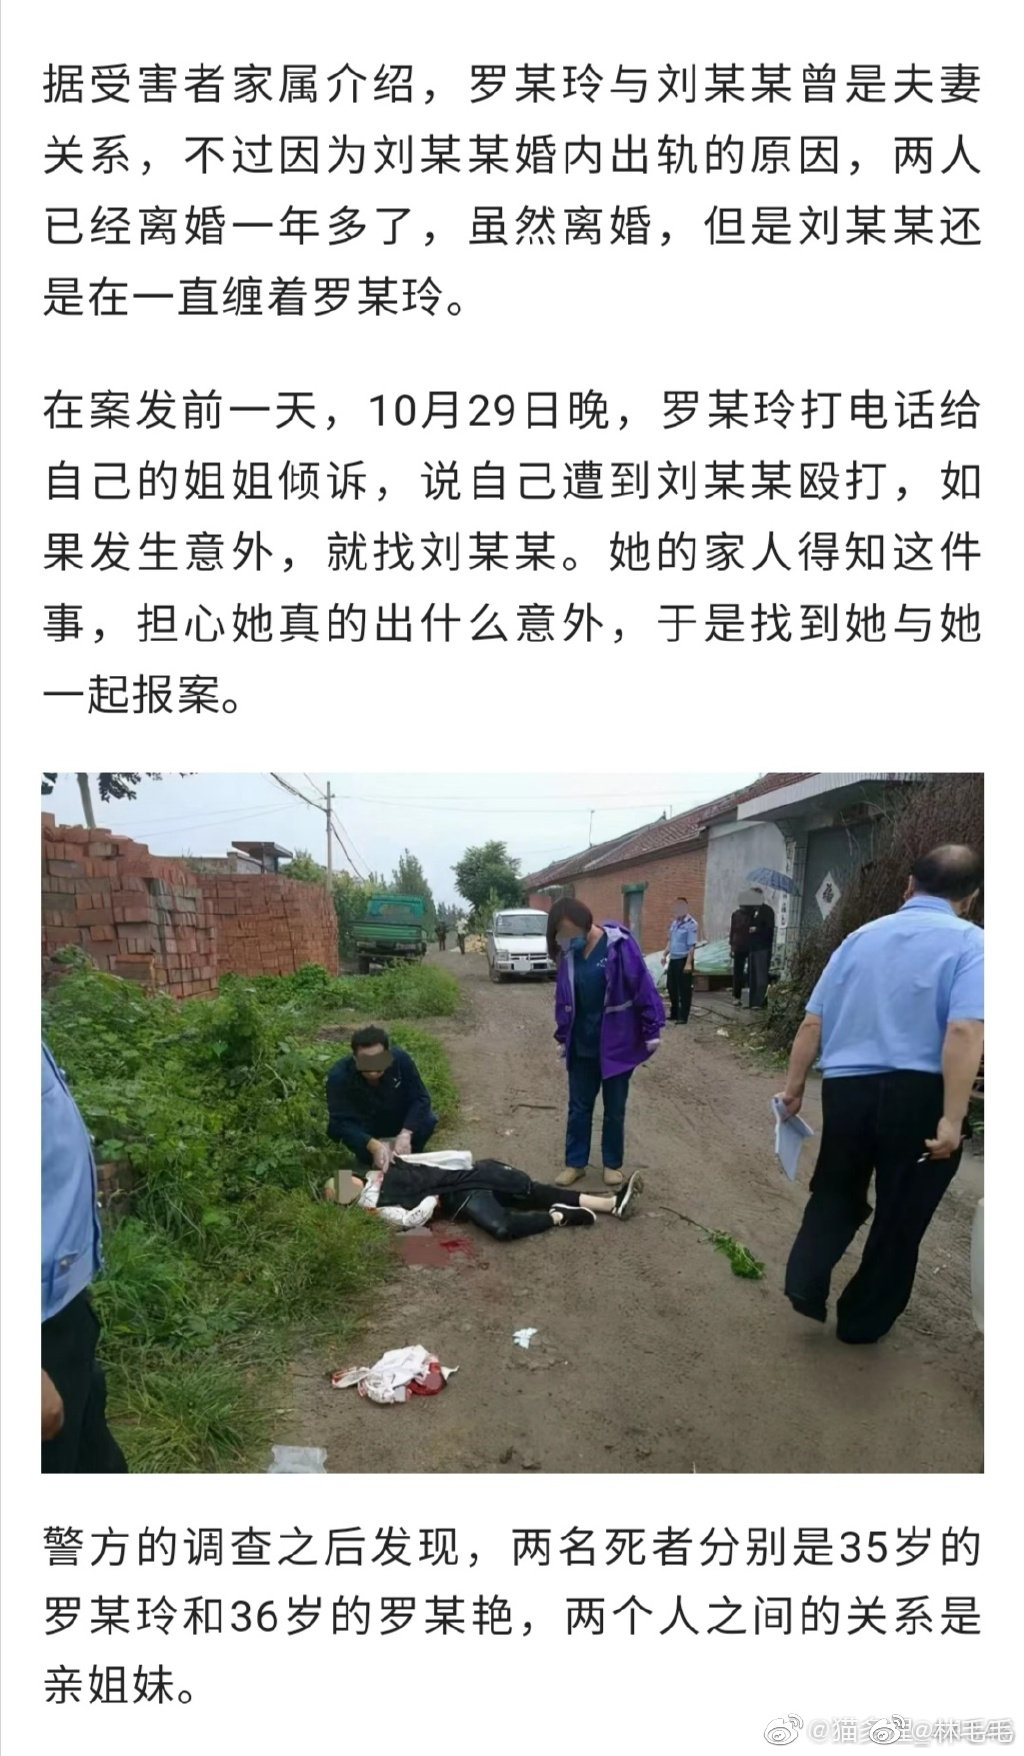 据受害者家属介绍，罗某玲与刘某某曾是夫妻
关系，不过因为刘某某婚内出轨的原因，两人
已经离婚一年多了，虽然离婚，但是刘某某还
是在一直缠着罗某玲。
在案发前一天，10月29日晚，罗某玲打电话给
自己的姐姐倾诉，说自己遭到刘某某殴打，如
果发生意外，就找刘某某。她的家人得知这件
事，担心她真的出什么意外，于是找到她与她
一起报案。
福
警方的调查之后发现，两名死者分别是35岁的
罗某玲和36岁的罗某艳，两个人之间的关系是
亲姐妹。
@猫多 @林毛毛